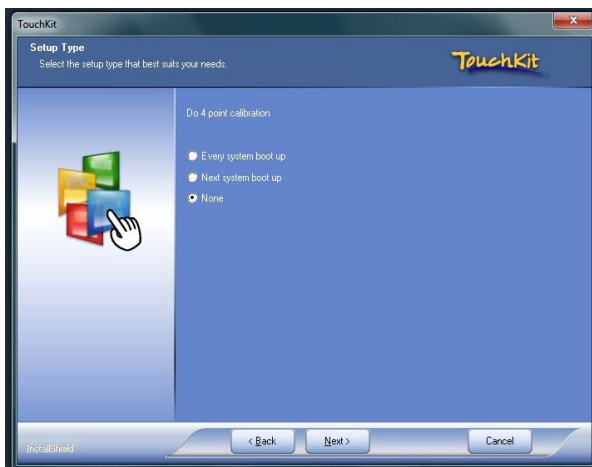 TouchKit
Setup Type
Select the setup type that best suits your needs.
TouchKit
Do 4 point calibration
Every system boot up
Next system boot up
None
InstallShield
< Back
Next >
Cancel